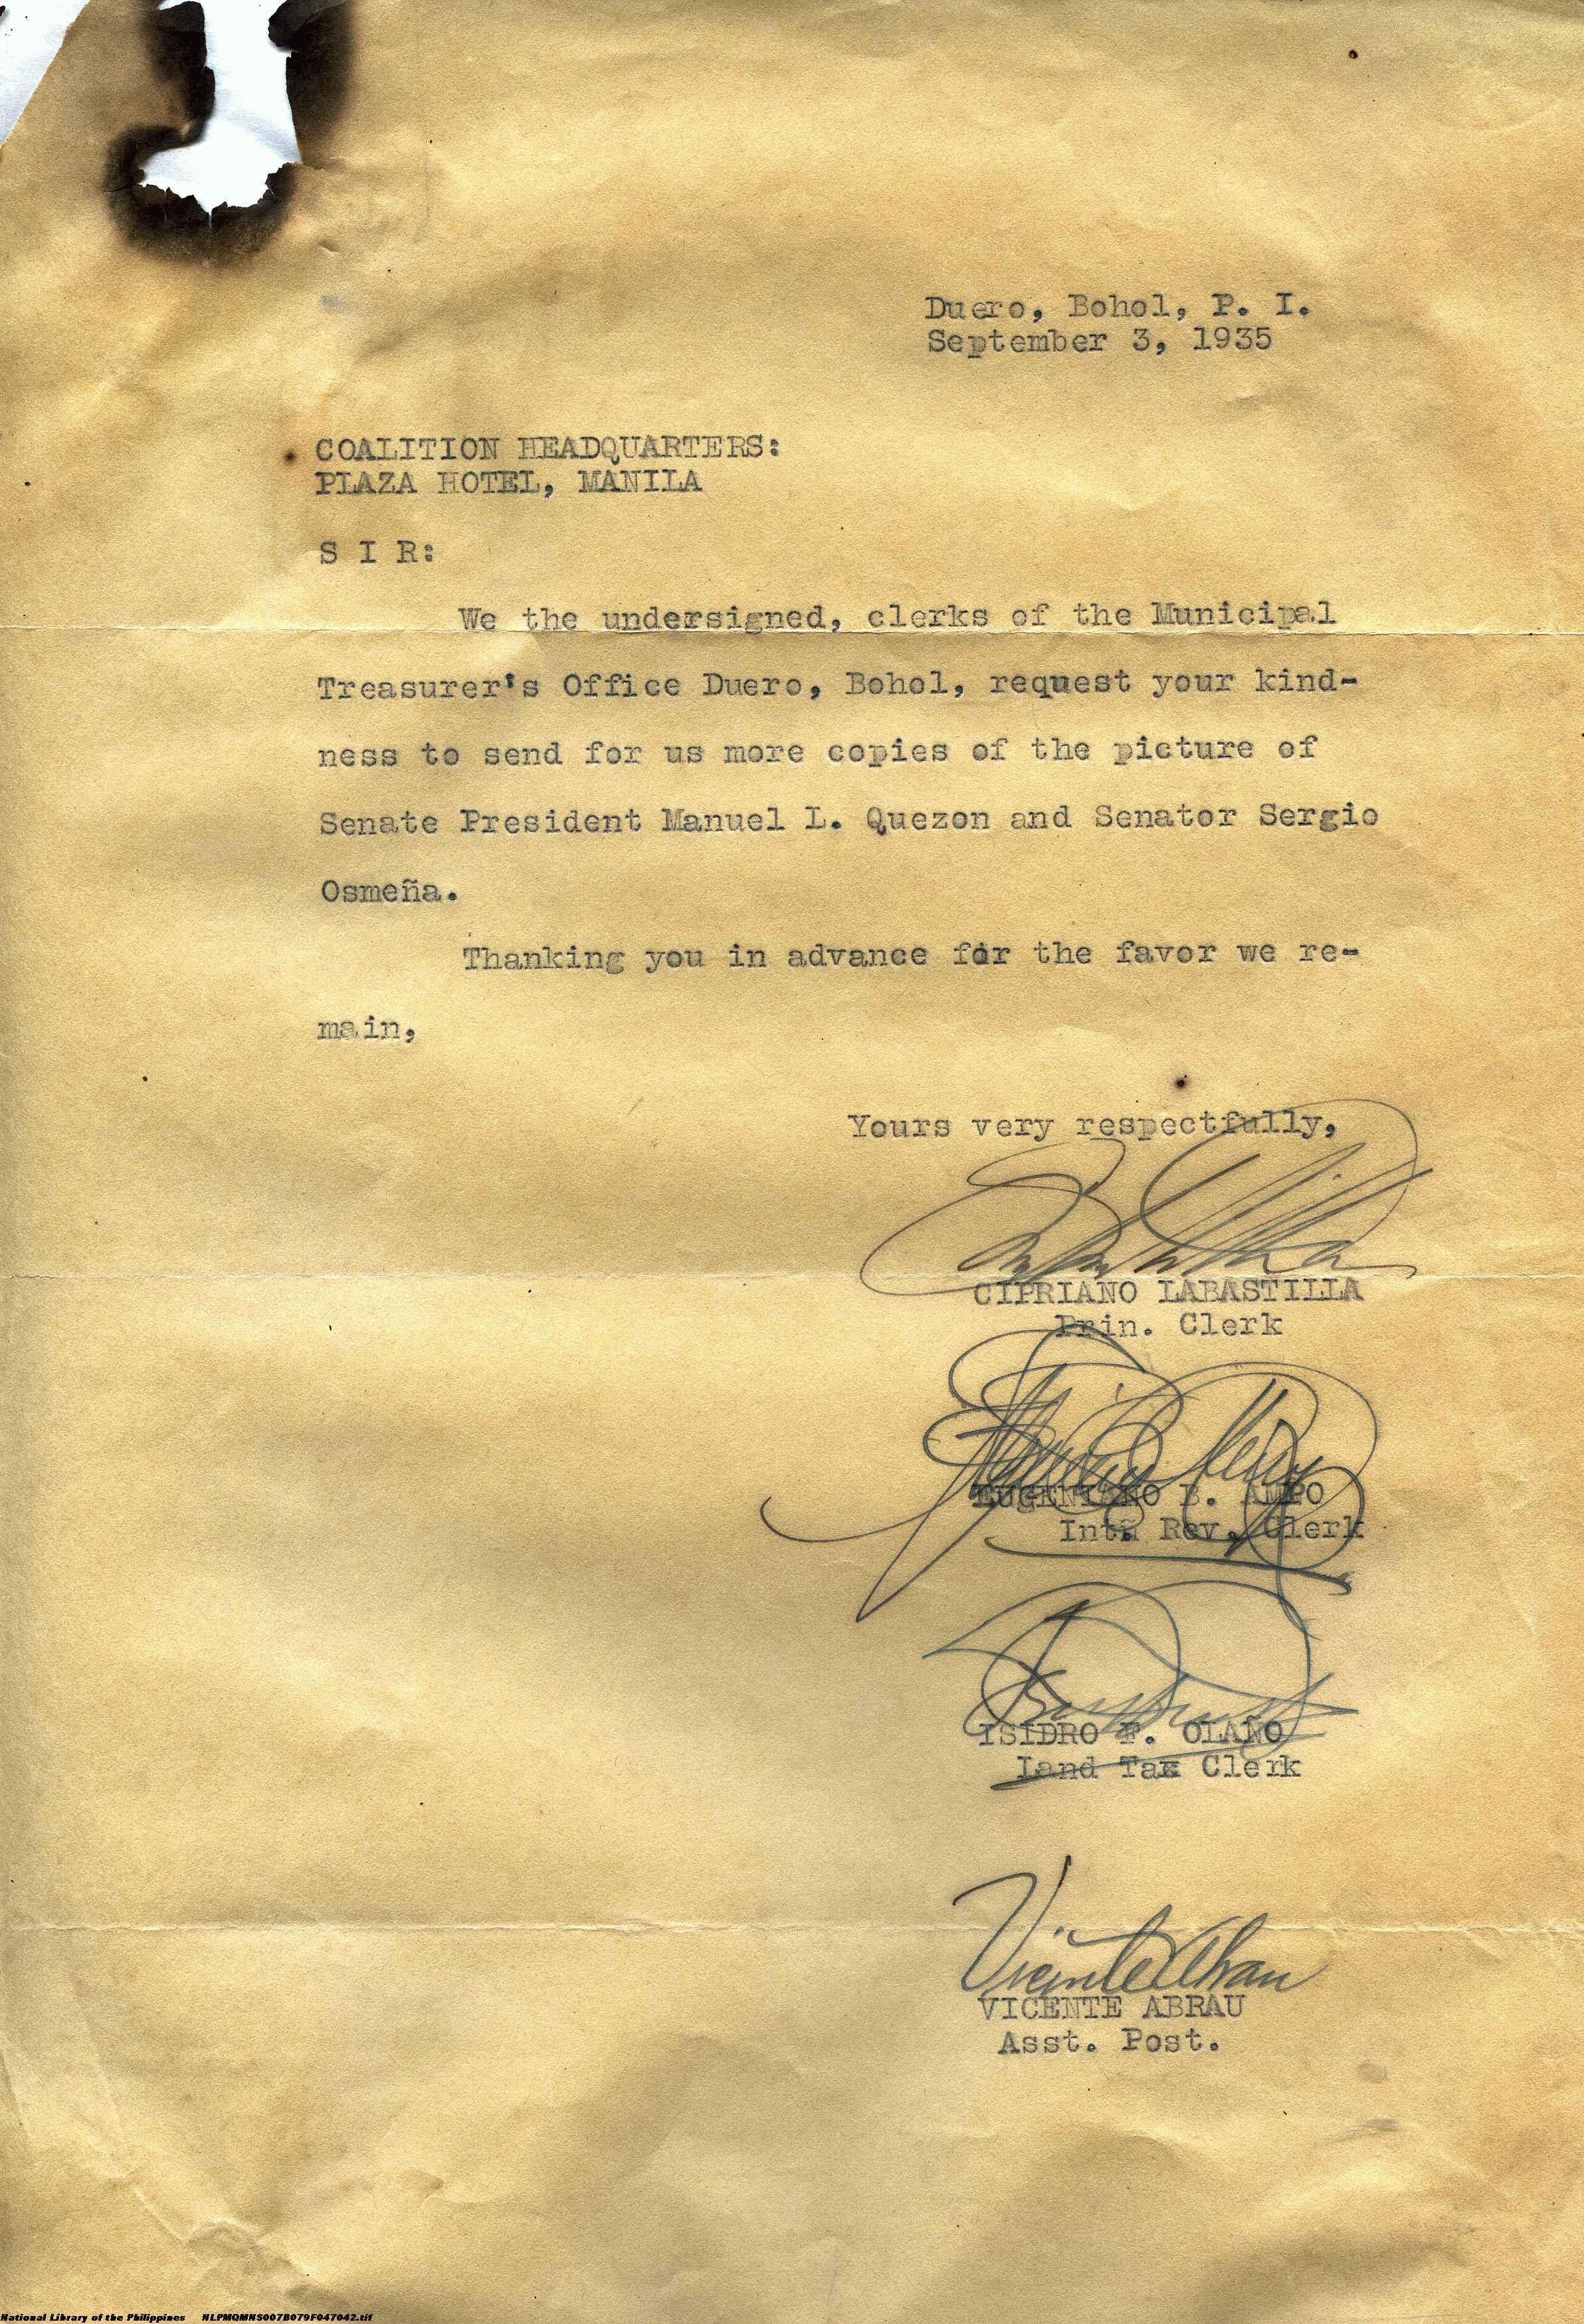 Duero, Bohol, P. I.
September 3, 1935
COALITION HEADQUARTERS:
PLAZA HOTEL, MANILA
S I R:
We the undersigned, clerks of the Municipal
Treasurer's Office Duero, Bohol, request your kind-
ness to send for us more copies of the picture of
Senate President Manuel L. Quezon and Senator Sergio
Osmeña.
Thanking you in advance for the favor we re-
main,
Yours very respectfully,
CIPRIANO LABASTILLA
Prin. Clerk
EUGENIANO B.
Rev. Clerk
ISIDRO F. OLAÑO
Land Tax Clerk
Vicente Abrau
VICENTE ABRAU
Asst. Post.
National Library of the Philippines NLPMQMNS007B079F047042.tif